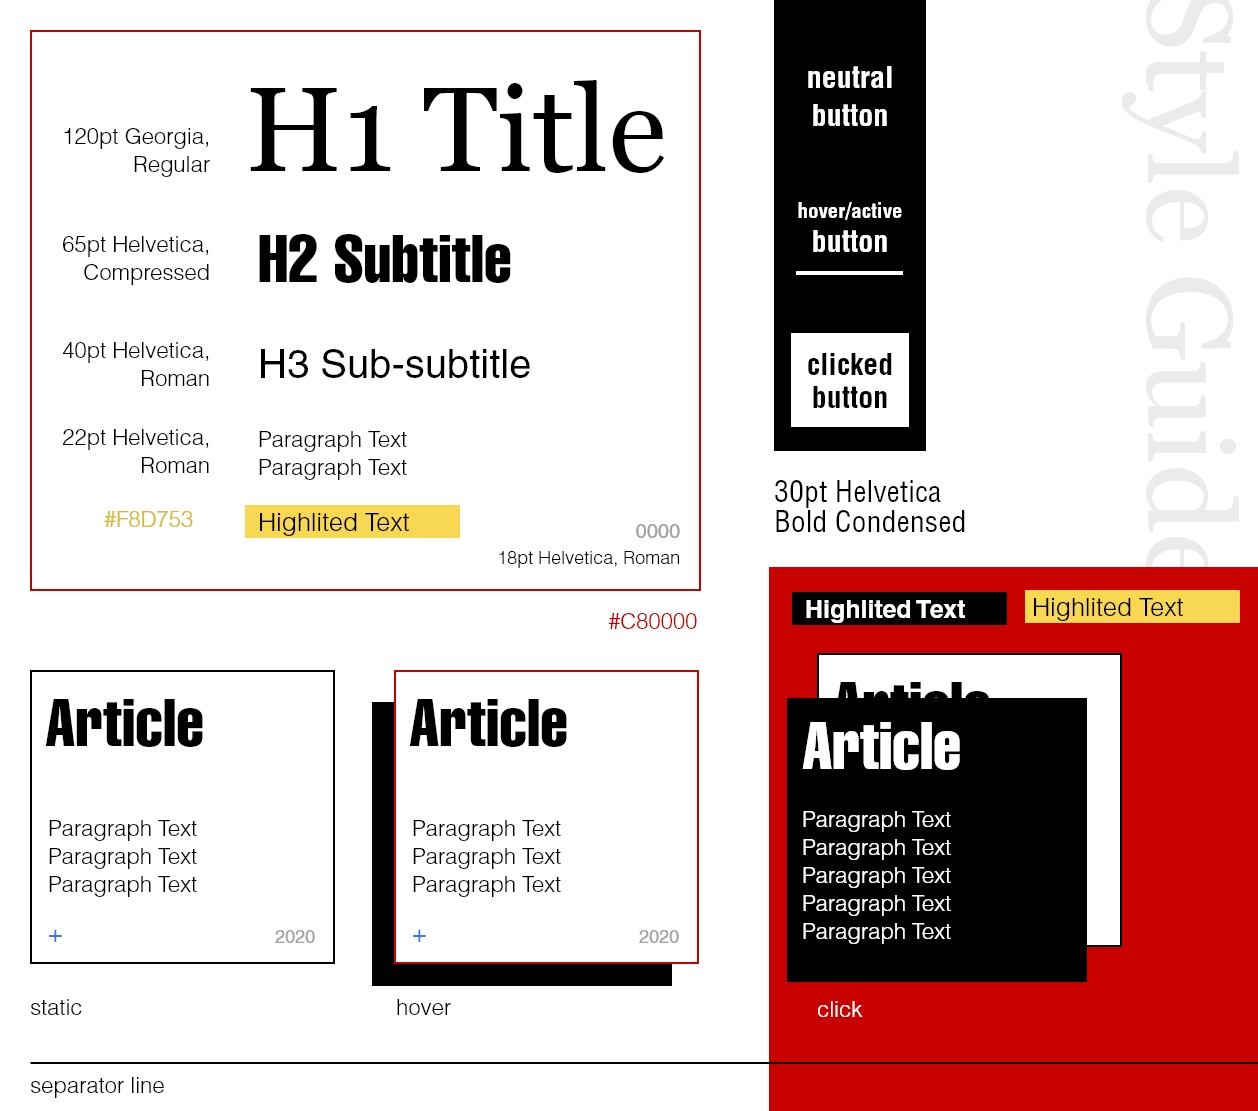 120pt Georgia,
Regular
H1 Title
65pt Helvetica,
Compressed
H2 Subtitle
40pt Helvetica,
Roman
H3 Sub-subtitle
22pt Helvetica,
Roman
Paragraph Text
Paragraph Text
#F8D753
Highlited Text
0000
18pt Helvetica, Roman
#C80000
neutral
button
hover/active
button
clicked
button
30pt Helvetica
Bold Condensed
Style Guide
Article
Paragraph Text
Paragraph Text
Paragraph Text
+
2020
static
Article
Paragraph Text
Paragraph Text
Paragraph Text
+
2020
hover
Highlited Text
Highlited Text
Article
Article
Paragraph Text
Paragraph Text
Paragraph Text
Paragraph Text
Paragraph Text
click
separator line